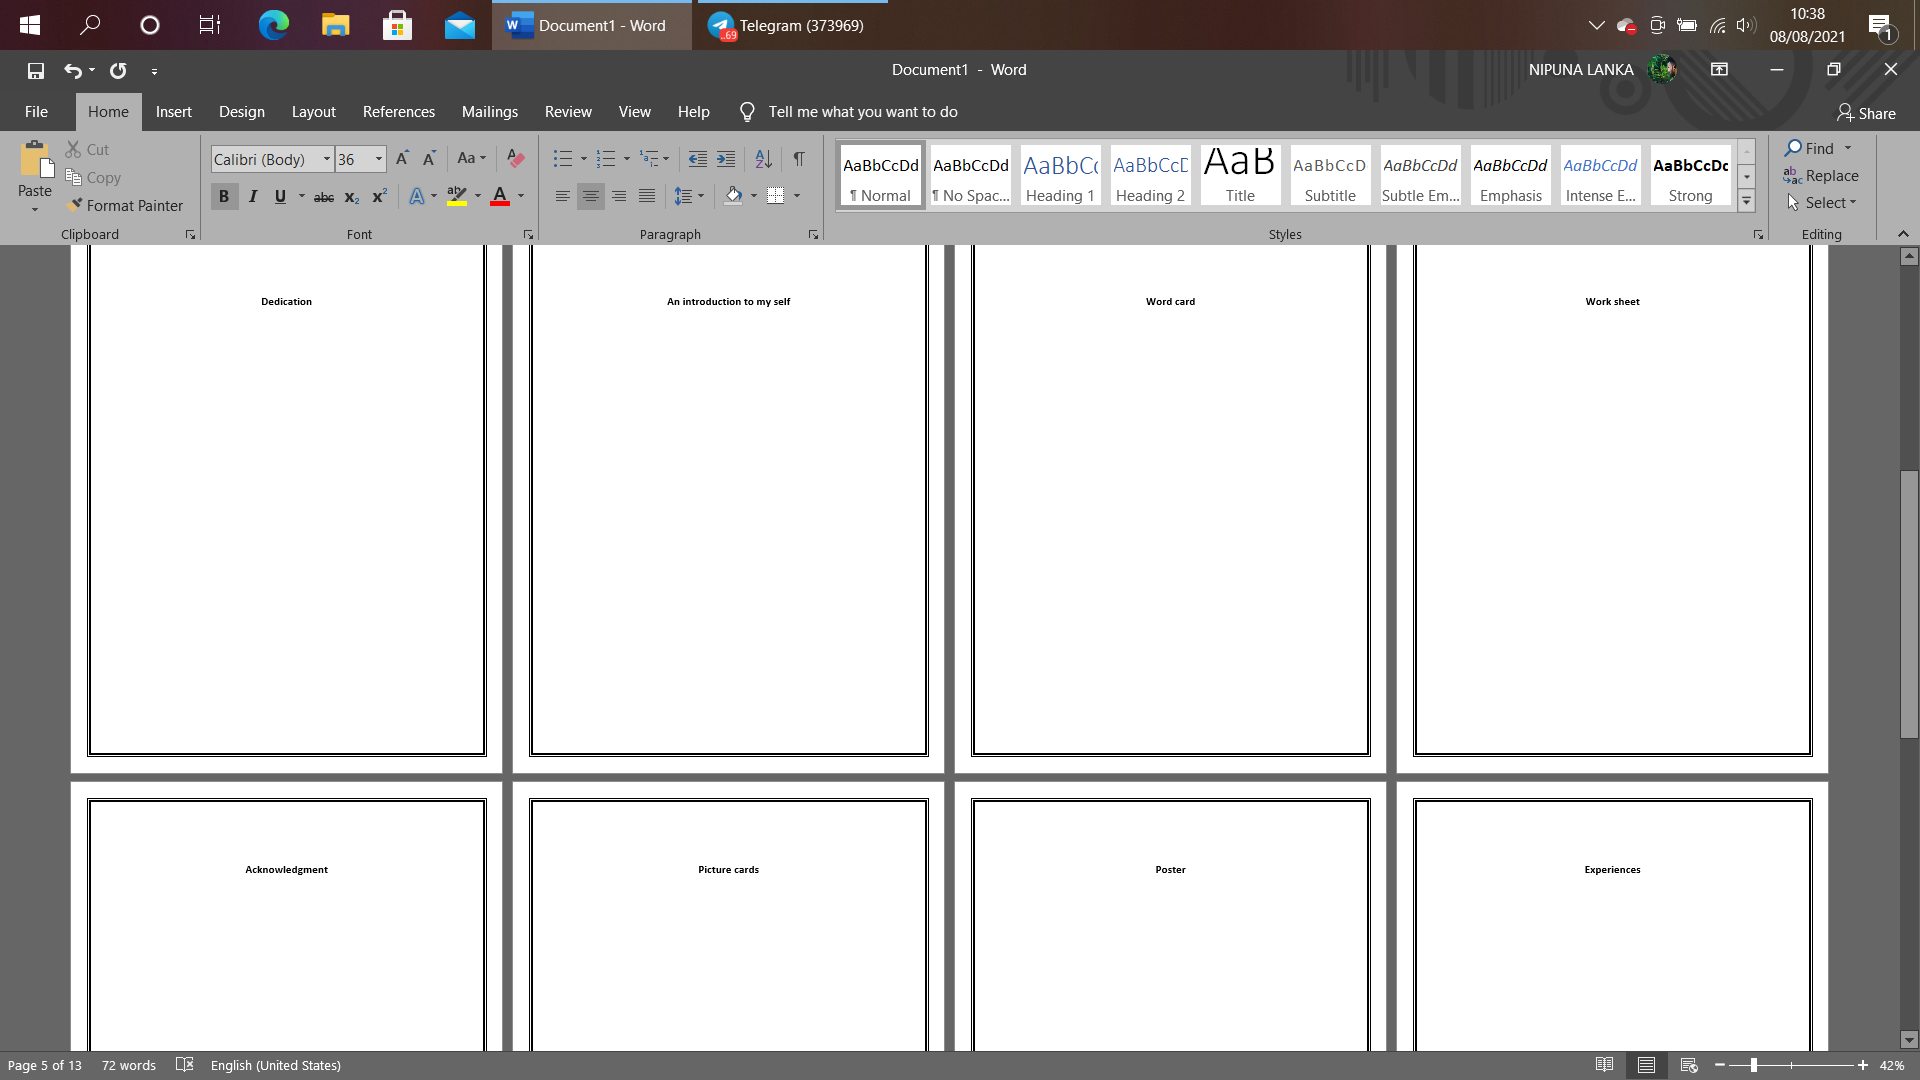 Document1 - Word
Telegram (373969)
..69
10:38
08/08/2021
1
Document1 - Word
NIPUNA LANKA
File Home Insert Design Layout References Mailings Review View Help Tell me what you want to do
Share
Paste
Cut
Copy
Format Painter
Clipboard
Calibri (Body) 36
Aa
B I U abc x₂ x² A ab A
Font
Paragraph
AaBbCcDd AaBbCcDd AaBbCc AaBbCcD AaB AaBbCcD AaBbCcDd AaBbCcDd AaBbCcDd AaBbCcDc
¶ Normal ¶ No Spac... Heading 1 Heading 2 Title Subtitle Subtle Em... Emphasis Intense E... Strong
Styles
Find
Replace
Select
Editing
Dedication
An introduction to my self
Word card
Work sheet
Acknowledgment
Picture cards
Poster
Experiences
Page 5 of 13 72 words English (United States)
42%